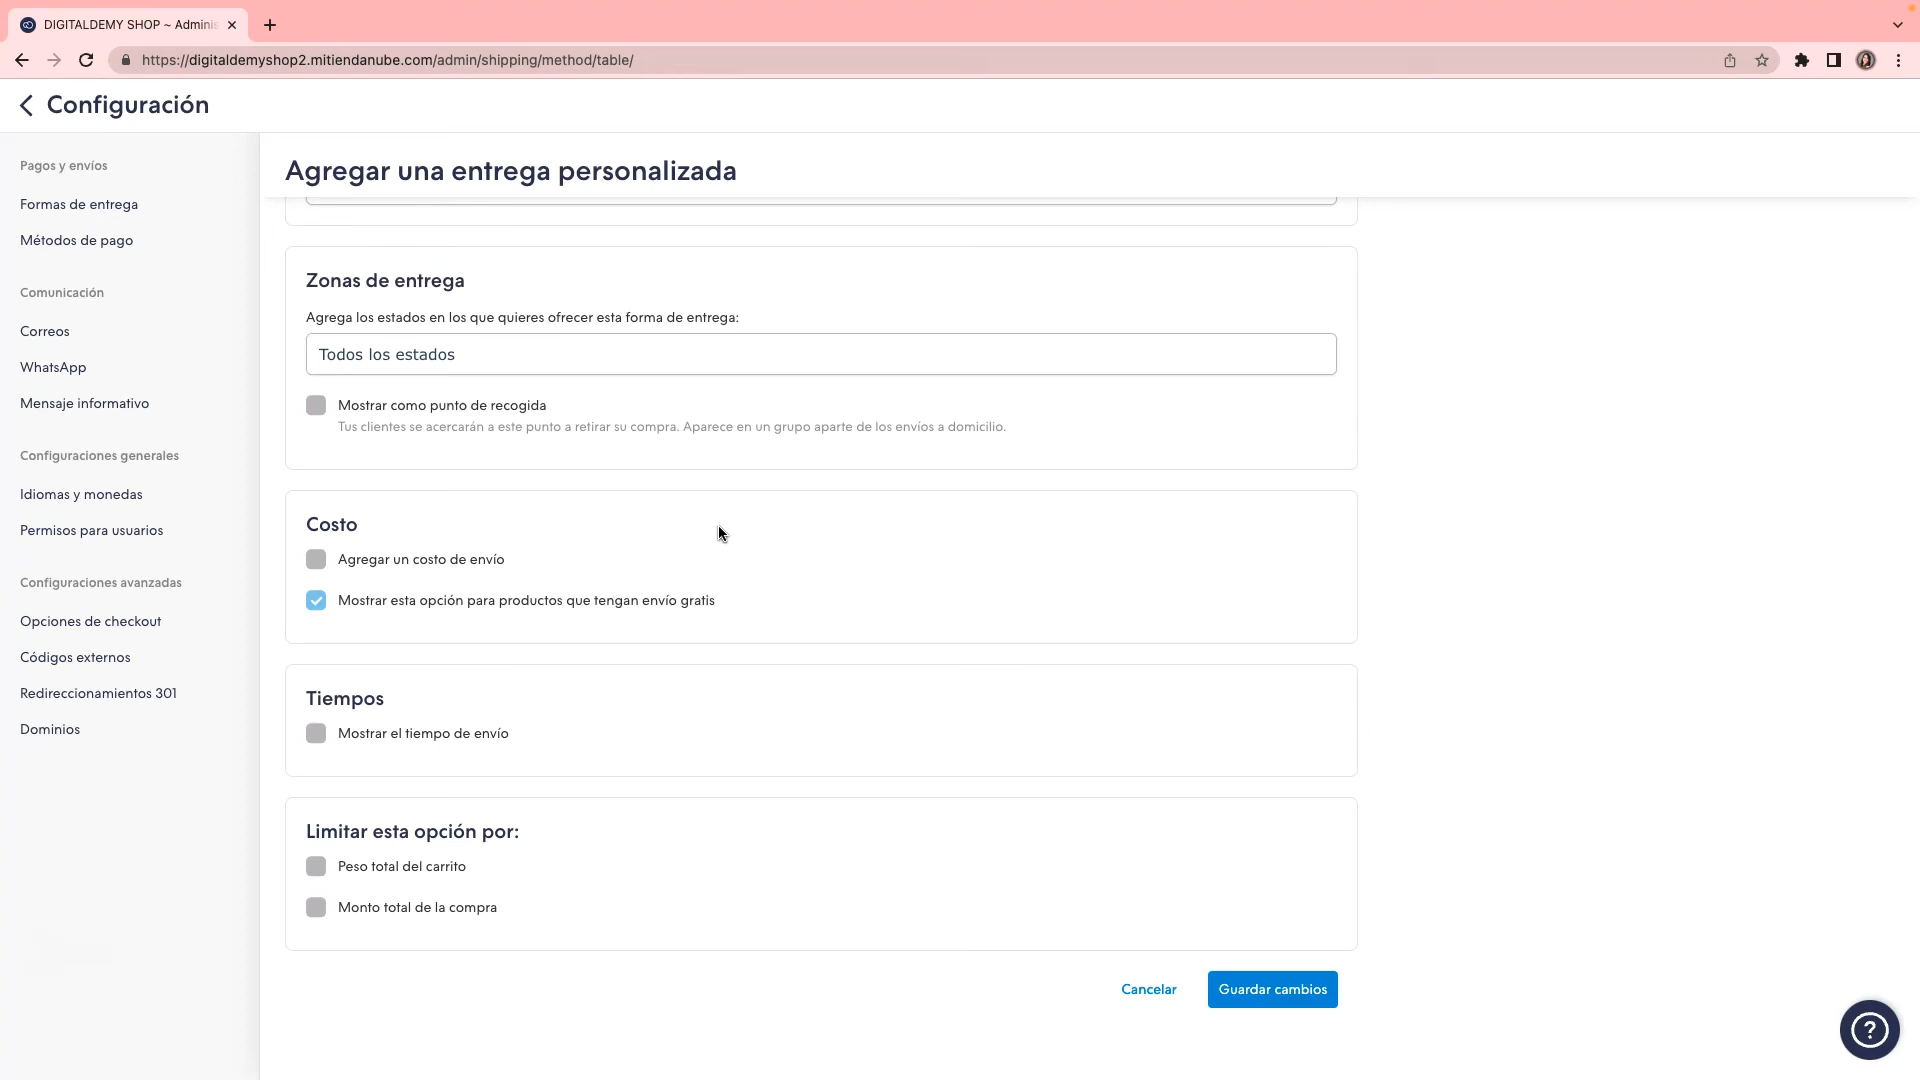 DIGITALDEMY SHOP ~ Adminis
https://digitaldemyshop2.mitiendanube.com/admin/shipping/method/table/
Configuración
Pagos y envíos
Formas de entrega
Métodos de pago
Comunicación
Correos
WhatsApp
Mensaje informativo
Configuraciones generales
Idiomas y monedas
Permisos para usuarios
Configuraciones avanzadas
Opciones de checkout
Códigos externos
Redireccionamientos 301
Dominios
Agregar una entrega personalizada
Zonas de entrega
Agrega los estados en los que quieres ofrecer esta forma de entrega:
Todos los estados
Mostrar como punto de recogida
Tus clientes se acercarán a este punto a retirar su compra. Aparece en un grupo aparte de los envíos a domicilio.
Costo
Agregar un costo de envío
Mostrar esta opción para productos que tengan envío gratis
Tiempos
Mostrar el tiempo de envío
Limitar esta opción por:
Peso total del carrito
Monto total de la compra
Cancelar
Guardar cambios
?